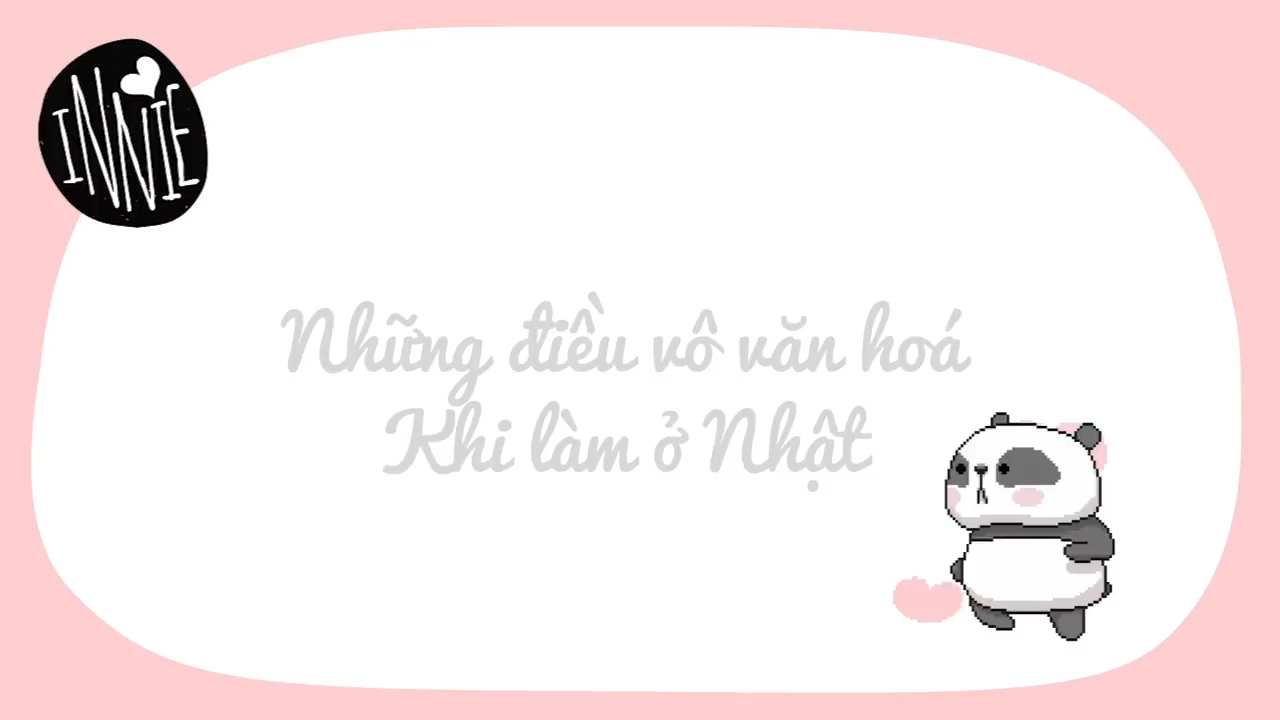 INNIE
Những điều vô văn hoá
Khi làm ở Nhật